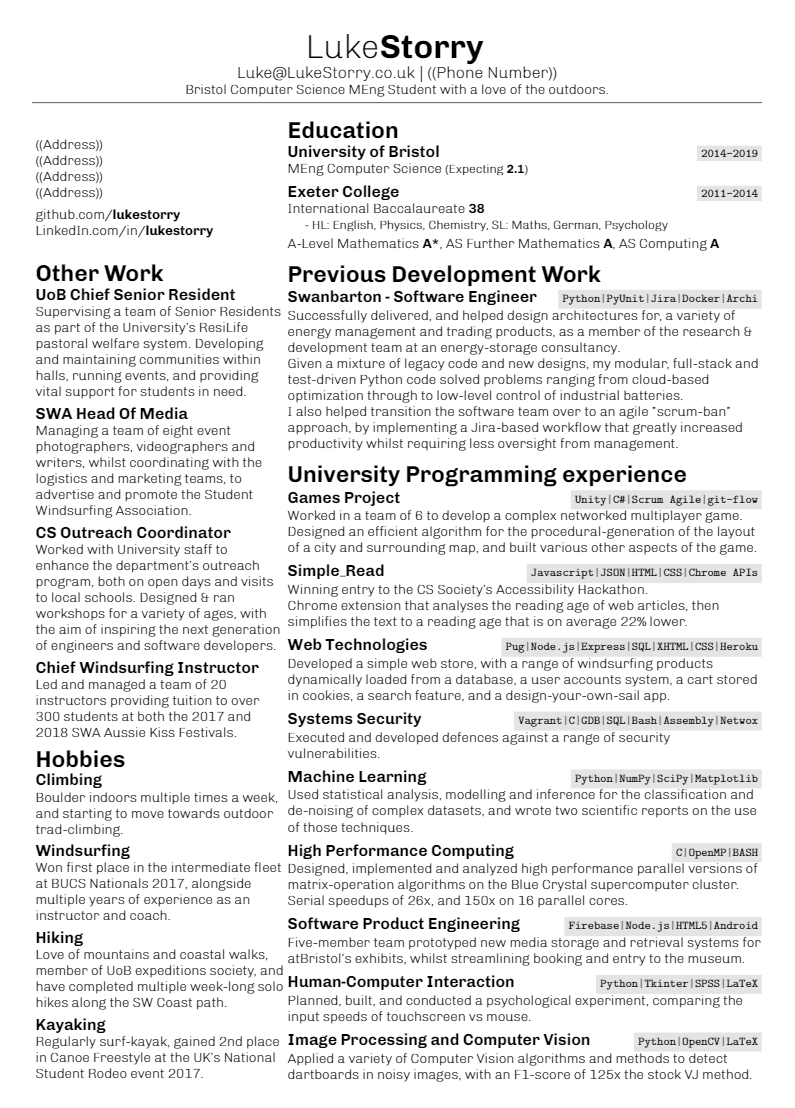 LukeStorry
Luke@LukeStorry.co.uk | ((Phone Number))
Bristol Computer Science MEng Student with a love of the outdoors.
((Address))
((Address))
((Address))
((Address))
github.com/lukestorry
LinkedIn.com/in/lukestorry
Other Work
UoB Chief Senior Resident
Supervising a team of Senior Residents
as part of the University's ResiLife
pastoral welfare system. Developing
and maintaining communities within
halls, running events, and providing
vital support for students in need.
SWA Head Of Media
Managing a team of eight event
photographers, videographers and
writers, whilst coordinating with the
logistics and marketing teams, to
advertise and promote the Student
Windsurfing Association.
CS Outreach Coordinator
Worked with University staff to
enhance the department's outreach
program, both on open days and visits
to local schools. Designed & ran
workshops for a variety of ages, with
the aim of inspiring the next generation
of engineers and software developers.
Chief Windsurfing Instructor
Led and managed a team of 20
instructors providing tuition to over
300 students at both the 2017 and
2018 SWA Aussie Kiss Festivals.
Hobbies
Climbing
Boulder indoors multiple times a week,
and starting to move towards outdoor
trad-climbing.
Windsurfing
Won first place in the intermediate fleet
at BUCS Nationals 2017, alongside
multiple years of experience as an
instructor and coach.
Hiking
Love of mountains and coastal walks,
member of UoB expeditions society, and
have completed multiple week-long solo
hikes along the SW Coast path.
Kayaking
Regularly surf-kayak, gained 2nd place
in Canoe Freestyle at the UK's National
Student Rodeo event 2017.
Education
University of Bristol 2014-2019
MEng Computer Science (Expecting 2.1)
Exeter College 2011-2014
International Baccalaureate 38
- HL: English, Physics, Chemistry, SL: Maths, German, Psychology
A-Level Mathematics A*, AS Further Mathematics A, AS Computing A
Previous Development Work
Swanbarton - Software Engineer Python|PyUnit|Jira|Docker|Archi
Successfully delivered, and helped design architectures for, a variety of
energy management and trading products, as a member of the research &
development team at an energy-storage consultancy.
Given a mixture of legacy code and new designs, my modular, full-stack and
test-driven Python code solved problems ranging from cloud-based
optimization through to low-level control of industrial batteries.
I also helped transition the software team over to an agile "scrum-ban"
approach, by implementing a Jira-based workflow that greatly increased
productivity whilst requiring less oversight from management.
University Programming experience
Games Project Unity|C#|Scrum Agile|git-flow
Worked in a team of 6 to develop a complex networked multiplayer game.
Designed an efficient algorithm for the procedural-generation of the layout
of a city and surrounding map, and built various other aspects of the game.
Simple_Read Javascript|JSON|HTML|CSS|Chrome APIs
Winning entry to the CS Society's Accessibility Hackathon.
Chrome extension that analyses the reading age of web articles, then
simplifies the text to a reading age that is on average 22% lower.
Web Technologies Pug|Node.js|Express|SQL|XHTML|CSS|Heroku
Developed a simple web store, with a range of windsurfing products
dynamically loaded from a database, a user accounts system, a cart stored
in cookies, a search feature, and a design-your-own-sail app.
Systems Security Vagrant|C|GDB|SQL|Bash|Assembly|Netwox
Executed and developed defences against a range of security
vulnerabilities.
Machine Learning Python|NumPy|SciPy|Matplotlib
Used statistical analysis, modelling and inference for the classification and
de-noising of complex datasets, and wrote two scientific reports on the use
of those techniques.
High Performance Computing C|OpenMP|BASH
Designed, implemented and analyzed high performance parallel versions of
matrix-operation algorithms on the Blue Crystal supercomputer cluster.
Serial speedups of 26x, and 150x on 16 parallel cores.
Software Product Engineering Firebase|Node.js|HTML5|Android
Five-member team prototyped new media storage and retrieval systems for
atBristol's exhibits, whilst streamlining booking and entry to the museum.
Human-Computer Interaction Python|Tkinter|SPSS|LaTeX
Planned, built, and conducted a psychological experiment, comparing the
input speeds of touchscreen vs mouse.
Image Processing and Computer Vision Python|OpenCV|LaTeX
Applied a variety of Computer Vision algorithms and methods to detect
dartboards in noisy images, with an F1-score of 125x the stock VJ method.